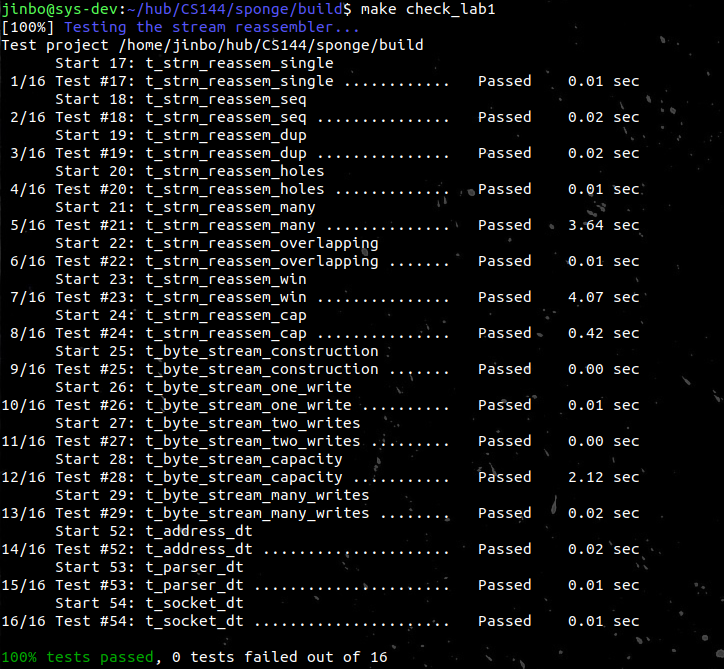 jinbo@sys-dev:~/hub/CS144/sponge/build$ make check_lab1
[100%] Testing the stream reassembler...
Test project /home/jinbo/hub/CS144/sponge/build
      Start 17: t_strm_reassem_single
 1/16 Test #17: t_strm_reassem_single ............   Passed    0.01 sec
      Start 18: t_strm_reassem_seq
 2/16 Test #18: t_strm_reassem_seq ...............   Passed    0.02 sec
      Start 19: t_strm_reassem_dup
 3/16 Test #19: t_strm_reassem_dup ...............   Passed    0.02 sec
      Start 20: t_strm_reassem_holes
 4/16 Test #20: t_strm_reassem_holes .............   Passed    0.01 sec
      Start 21: t_strm_reassem_many
 5/16 Test #21: t_strm_reassem_many ..............   Passed    3.64 sec
      Start 22: t_strm_reassem_overlapping
 6/16 Test #22: t_strm_reassem_overlapping .......   Passed    0.01 sec
      Start 23: t_strm_reassem_win
 7/16 Test #23: t_strm_reassem_win ...............   Passed    4.07 sec
      Start 24: t_strm_reassem_cap
 8/16 Test #24: t_strm_reassem_cap ...............   Passed    0.42 sec
      Start 25: t_byte_stream_construction
 9/16 Test #25: t_byte_stream_construction .......   Passed    0.00 sec
      Start 26: t_byte_stream_one_write
10/16 Test #26: t_byte_stream_one_write ..........   Passed    0.01 sec
      Start 27: t_byte_stream_two_writes
11/16 Test #27: t_byte_stream_two_writes .........   Passed    0.00 sec
      Start 28: t_byte_stream_capacity
12/16 Test #28: t_byte_stream_capacity ...........   Passed    2.12 sec
      Start 29: t_byte_stream_many_writes
13/16 Test #29: t_byte_stream_many_writes ........   Passed    0.02 sec
      Start 52: t_address_dt
14/16 Test #52: t_address_dt .....................   Passed    0.02 sec
      Start 53: t_parser_dt
15/16 Test #53: t_parser_dt ......................   Passed    0.01 sec
      Start 54: t_socket_dt
16/16 Test #54: t_socket_dt ......................   Passed    0.01 sec

100% tests passed, 0 tests failed out of 16